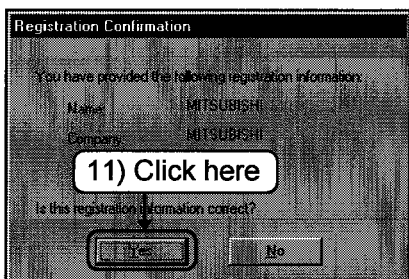 Registration Confirmation
You have provided the following registration information:
Name: MITSUBISHI
Company: MITSUBISHI
11) Click here
Is this registration information correct?
Yes No